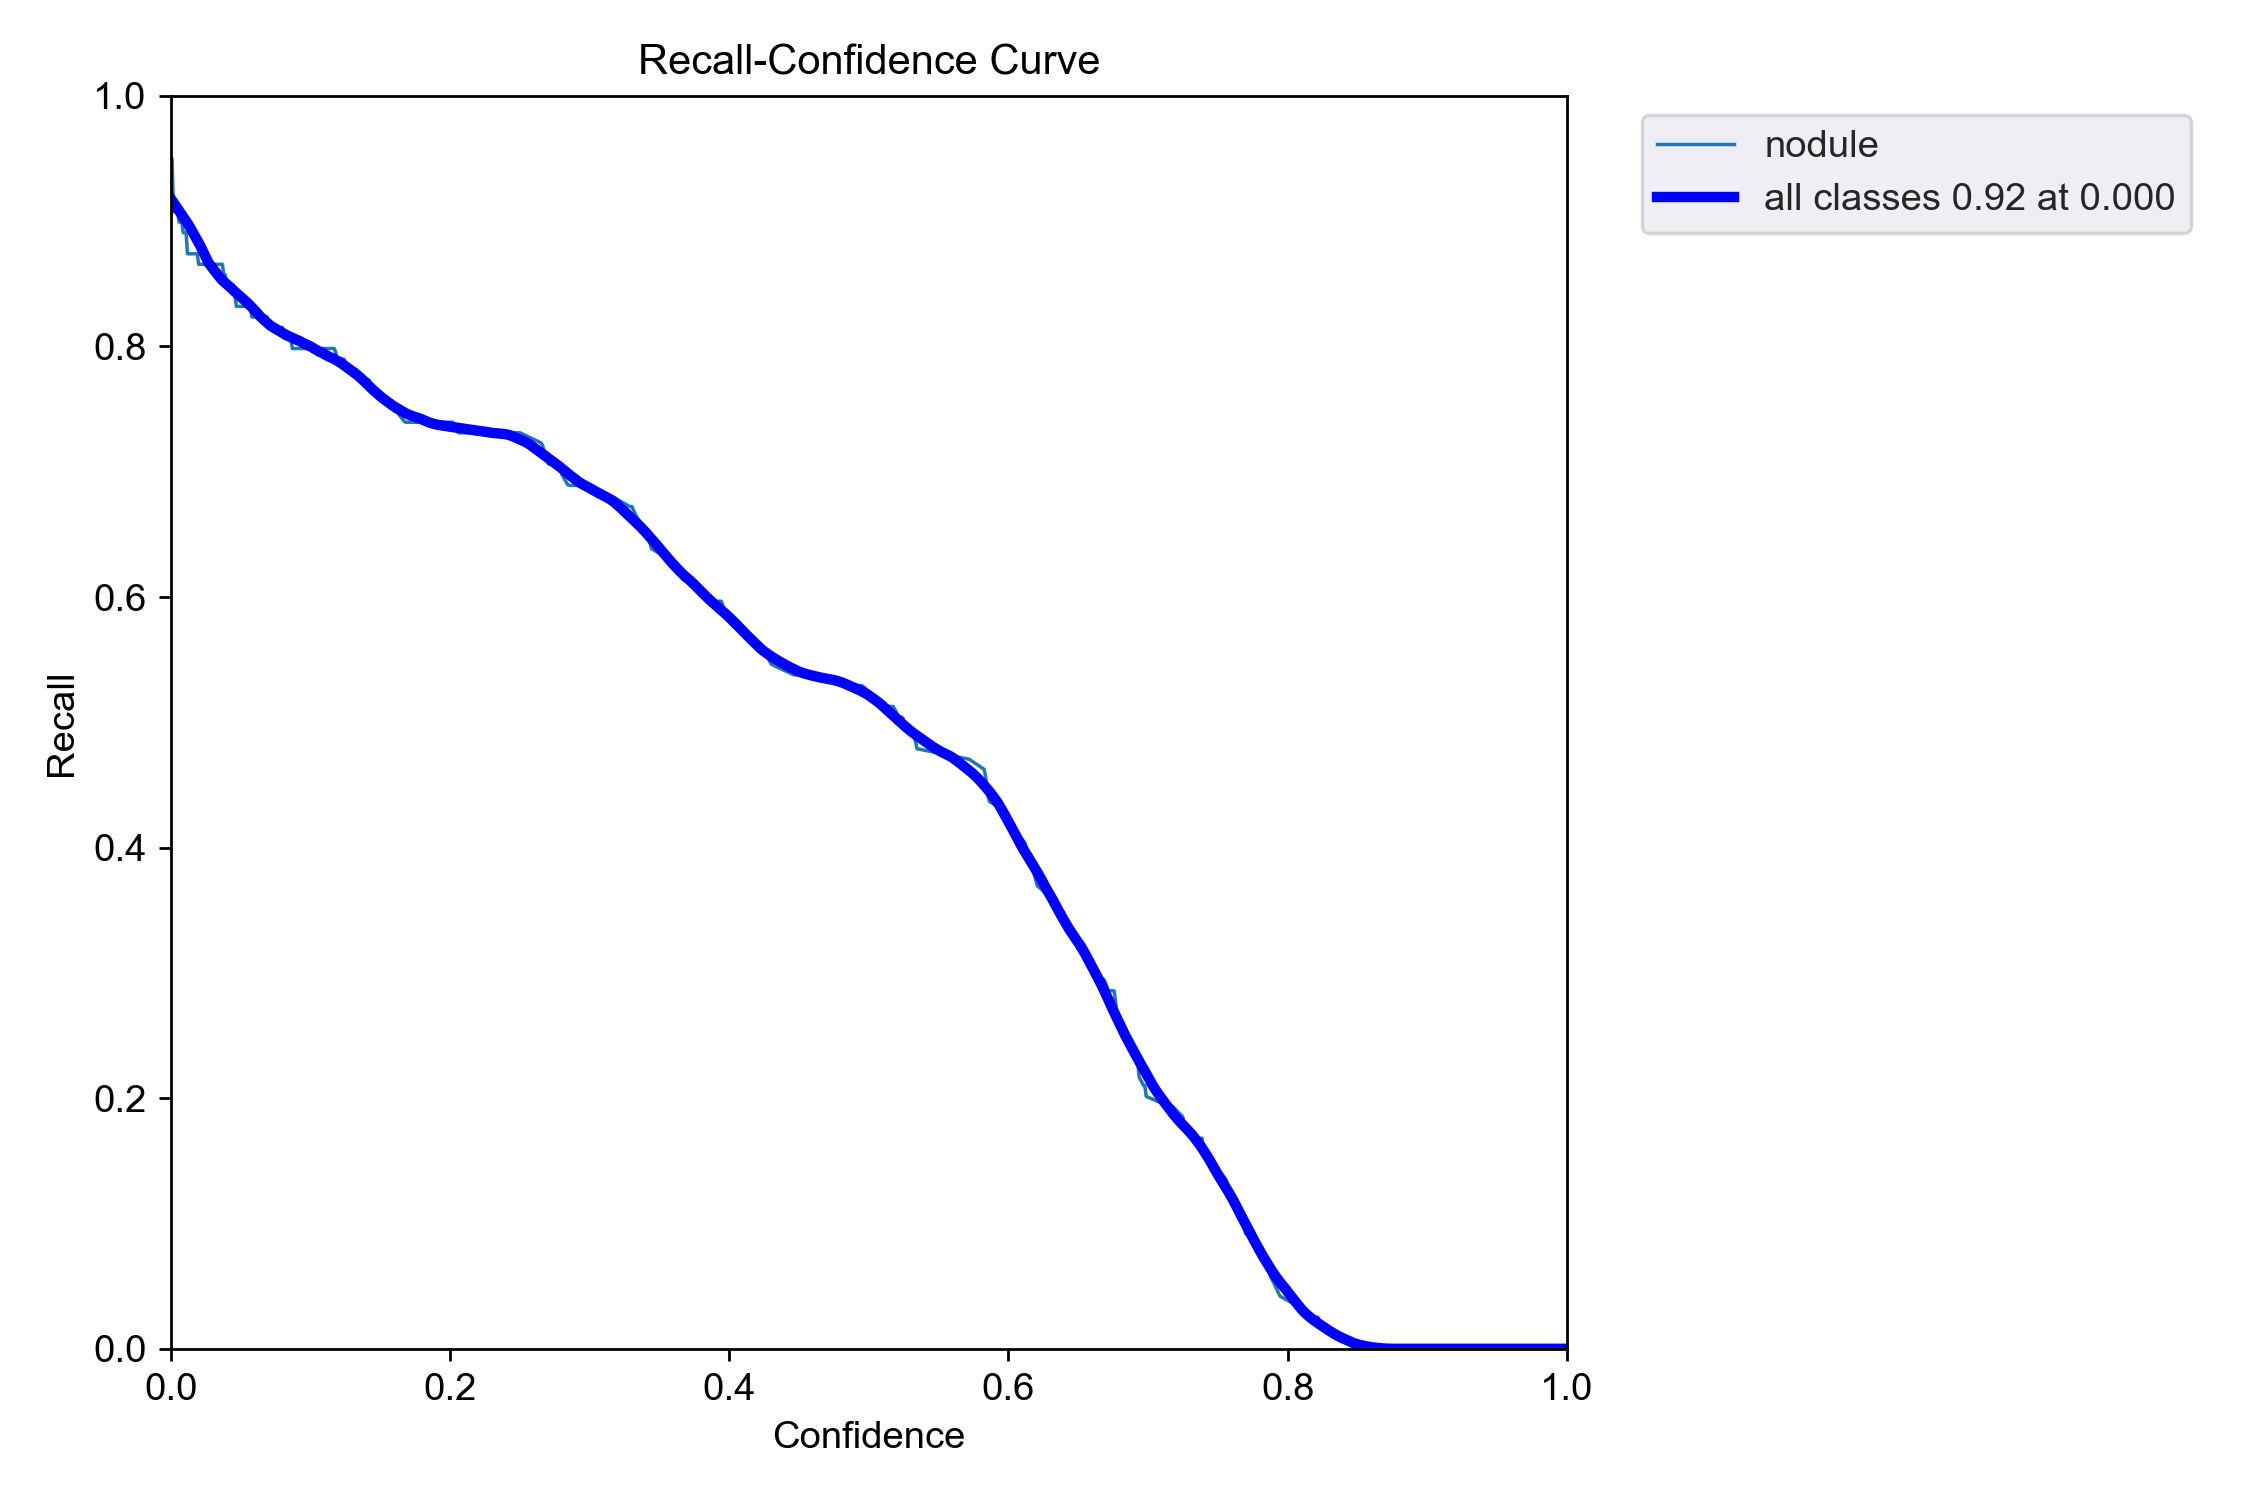 Recall-Confidence Curve
1.0
0.8
0.6
0.4
0.2
0.0
Recall
0.0 0.2 0.4 0.6 0.8 1.0
Confidence
nodule
all classes 0.92 at 0.000